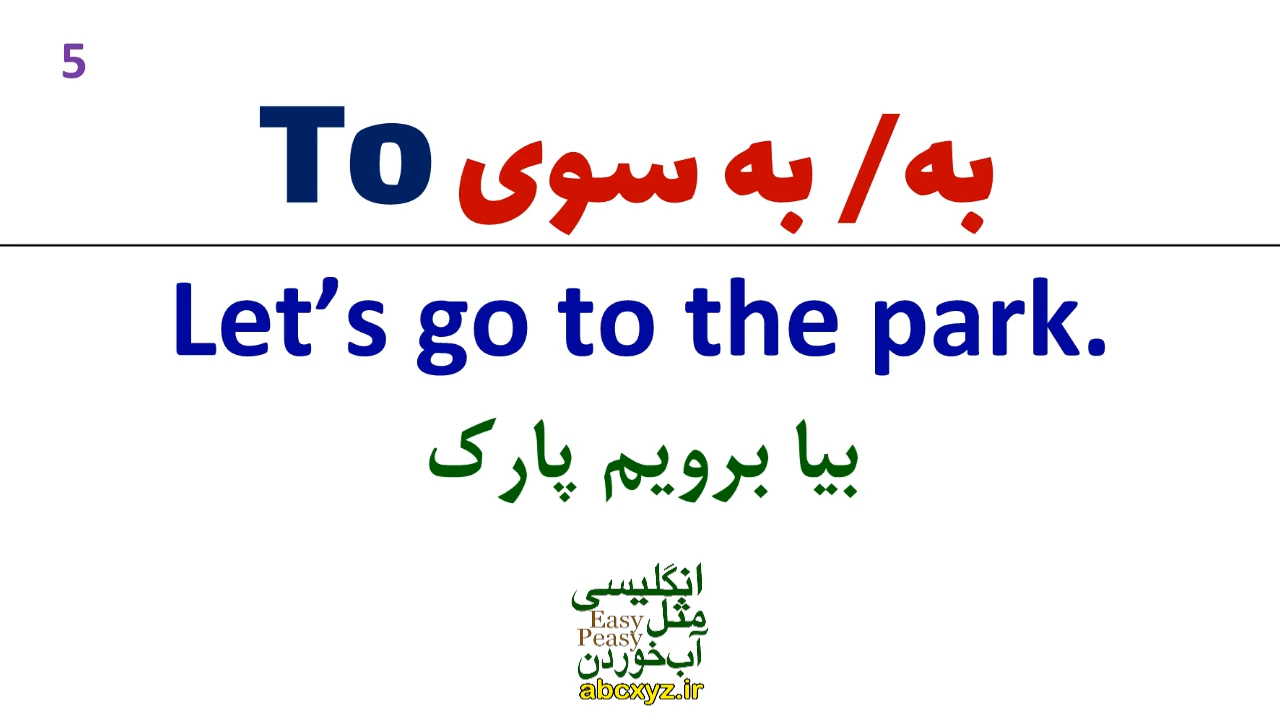 5
To به/ به سوی
Let's go to the park.
بیا برویم پارک
انگلیسی
مثل
Easy
Peasy
آب‌خوردن
abcxyz.ir